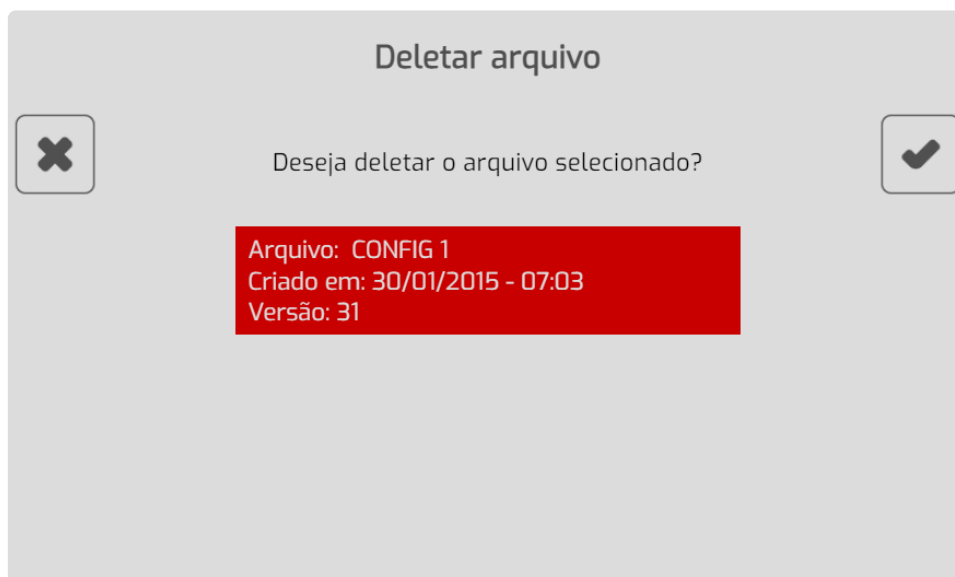 Deletar arquivo
Deseja deletar o arquivo selecionado?
Arquivo: CONFIG 1
Criado em: 30/01/2015 - 07:03
Versão: 31